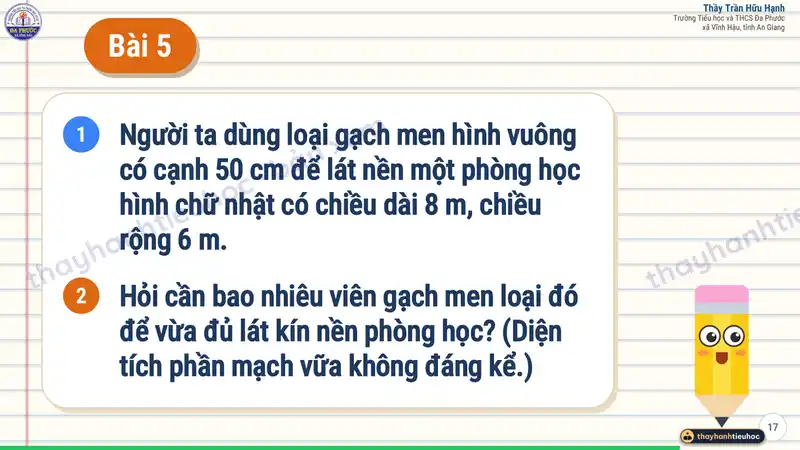 Thầy Trần Hữu Hạnh
Trường Tiểu học và THCS Đa Phước
xã Vĩnh Hậu, tỉnh An Giang
ĐA PHƯỚC
Bài 5
1
Người ta dùng loại gạch men hình vuông
có cạnh 50 cm để lát nền một phòng học
hình chữ nhật có chiều dài 8 m, chiều
rộng 6 m.
2
Hỏi cần bao nhiêu viên gạch men loại đó
để vừa đủ lát kín nền phòng học? (Diện
tích phần mạch vữa không đáng kể.)
17
thayhanhtieuhoc